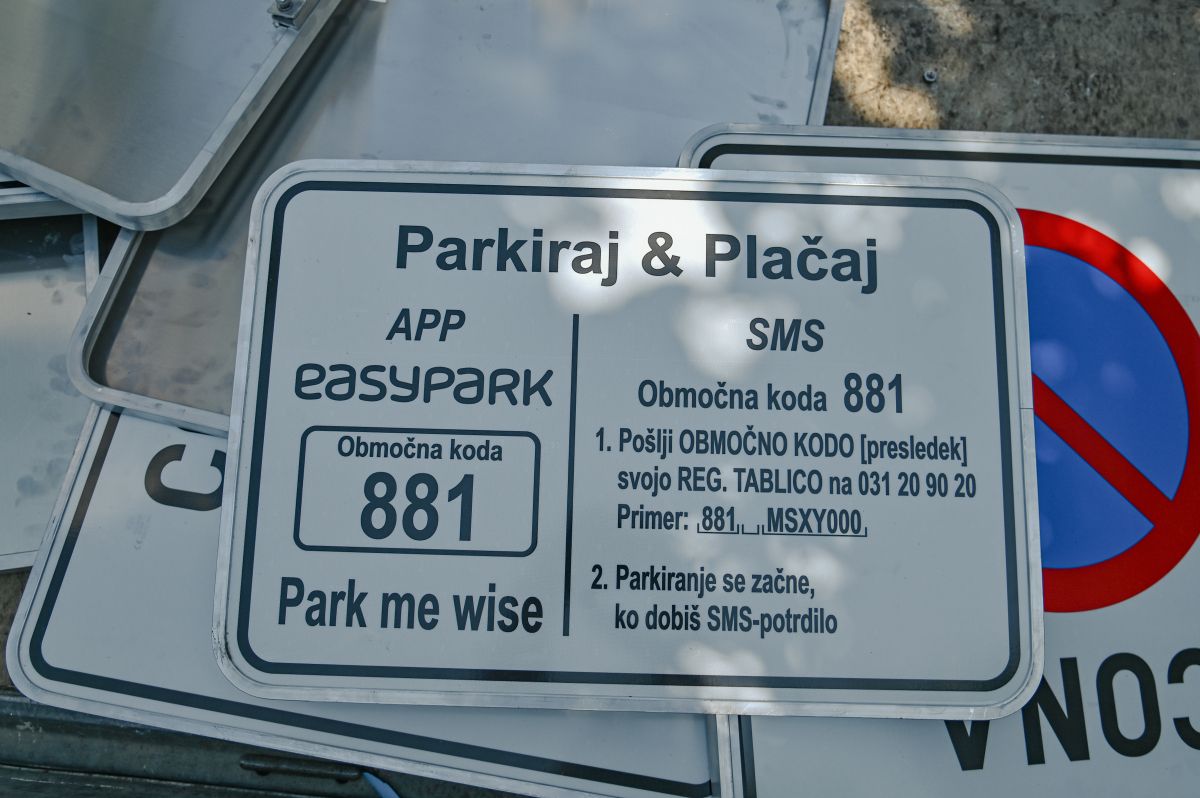 Parkiraj & Plačaj
APP
easypark
Območna koda
881
Park me wise
SMS
Območna koda 881
1. Pošlji OBMOČNO KODO [presledek]
svojo REG. TABLICO na 031 20 90 20
Primer: 881 MSXY000
2. Parkiranje se začne,
ko dobiš SMS-potrdilo
CONA